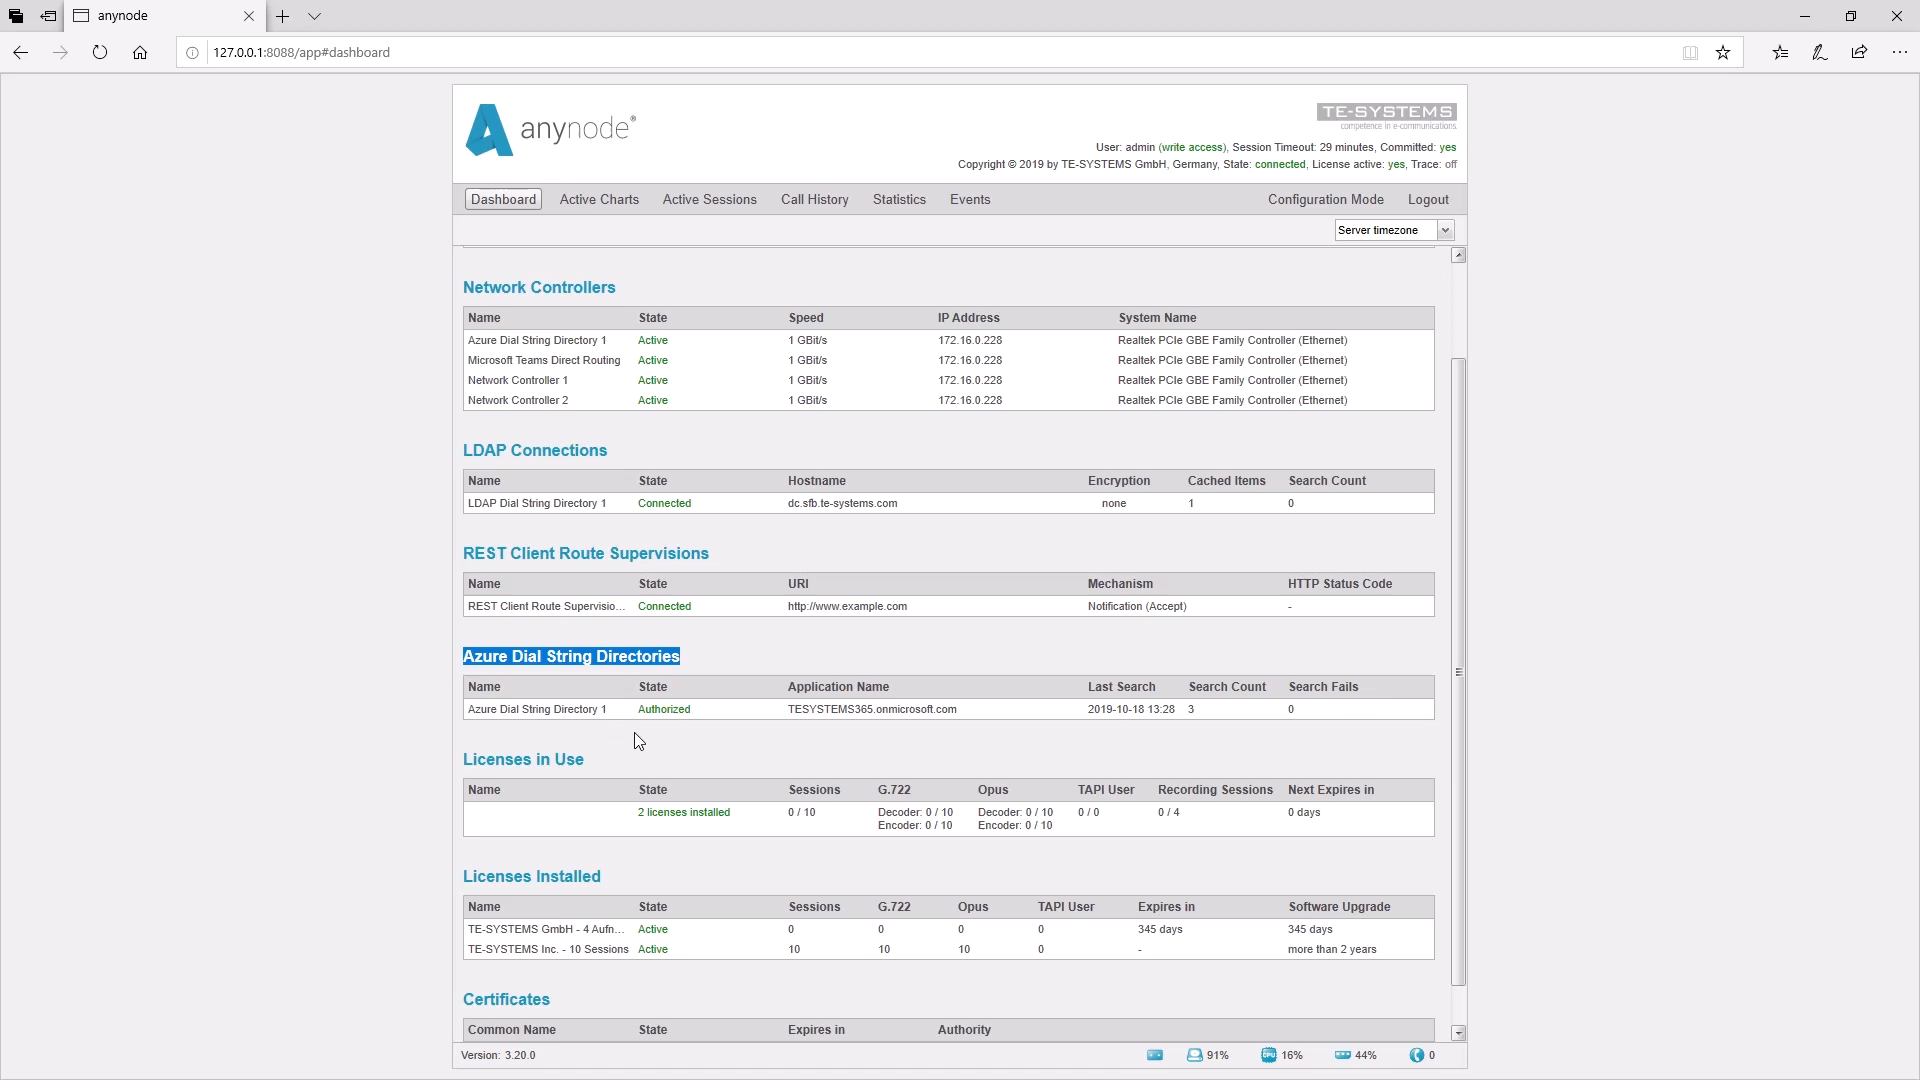 anynode
127.0.0.1:8088/app#dashboard
anynode®
TE-SYSTEMS
competence in e-communications.
User: admin (write access), Session Timeout: 29 minutes, Committed: yes
Copyright © 2019 by TE-SYSTEMS GmbH, Germany, State: connected, License active: yes, Trace: off
Dashboard Active Charts Active Sessions Call History Statistics Events Configuration Mode Logout
Server timezone
Network Controllers
Name State Speed IP Address System Name
Azure Dial String Directory 1 Active 1 GBit/s 172.16.0.228 Realtek PCIe GBE Family Controller (Ethernet)
Microsoft Teams Direct Routing Active 1 GBit/s 172.16.0.228 Realtek PCIe GBE Family Controller (Ethernet)
Network Controller 1 Active 1 GBit/s 172.16.0.228 Realtek PCIe GBE Family Controller (Ethernet)
Network Controller 2 Active 1 GBit/s 172.16.0.228 Realtek PCIe GBE Family Controller (Ethernet)
LDAP Connections
Name State Hostname Encryption Cached Items Search Count
LDAP Dial String Directory 1 Connected dc.sfb.te-systems.com none 1 0
REST Client Route Supervisions
Name State URI Mechanism HTTP Status Code
REST Client Route Supervisio... Connected http://www.example.com Notification (Accept) -
Azure Dial String Directories
Name State Application Name Last Search Search Count Search Fails
Azure Dial String Directory 1 Authorized TESYSTEMS365.onmicrosoft.com 2019-10-18 13:28 3 0
Licenses in Use
Name State Sessions G.722 Opus TAPI User Recording Sessions Next Expires in
2 licenses installed 0 / 10 Decoder: 0 / 10 Decoder: 0 / 10 0 / 0 0 / 4 0 days
Encoder: 0 / 10 Encoder: 0 / 10
Licenses Installed
Name State Sessions G.722 Opus TAPI User Expires in Software Upgrade
TE-SYSTEMS GmbH - 4 Aufn... Active 0 0 0 0 345 days 345 days
TE-SYSTEMS Inc. - 10 Sessions Active 10 10 10 0 - more than 2 years
Certificates
Common Name State Expires in Authority
Version: 3.20.0 91% CPU 16% 44% 0